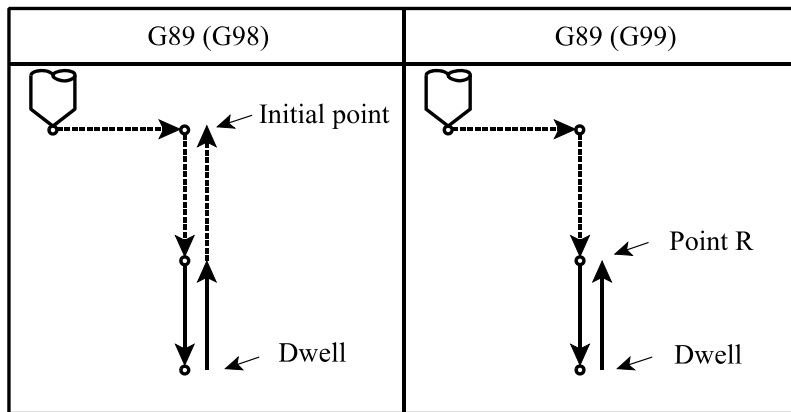 G89 (G98)
G89 (G99)
Initial point
Dwell
Point R
Dwell